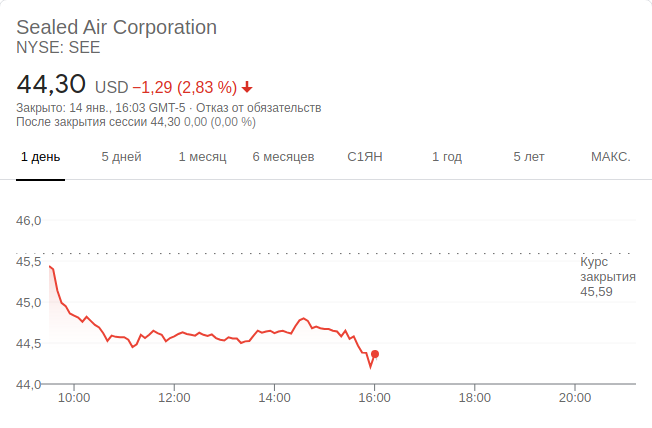 Sealed Air Corporation
NYSE: SEE
44,30 USD −1,29 (2,83 %)
Закрыто: 14 янв., 16:03 GMT-5 · Отказ от обязательств
После закрытия сессии 44,30 0,00 (0,00 %)
1 день 5 дней 1 месяц 6 месяцев С1ЯН 1 год 5 лет МАКС.
46,0
45,5
45,0
44,5
44,0
Курс
закрытия
45,59
10:00 12:00 14:00 16:00 18:00 20:00